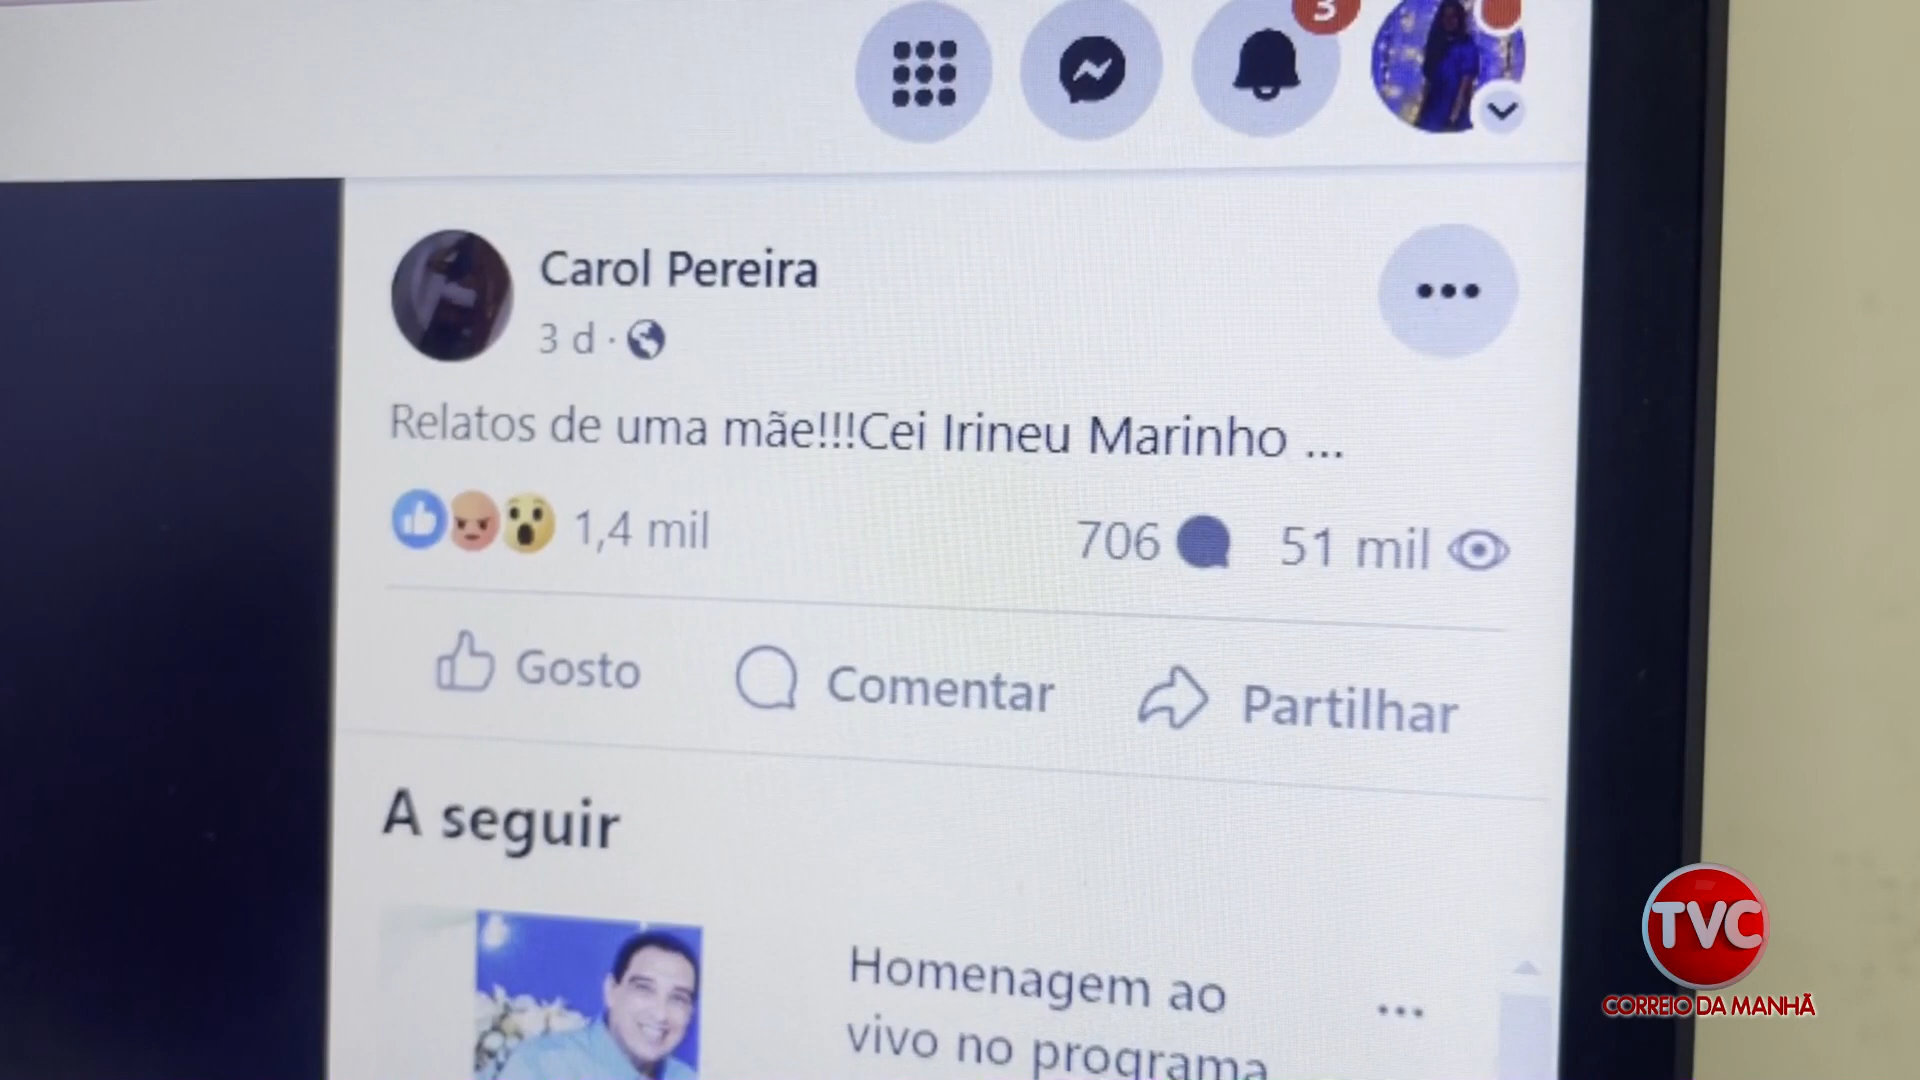 3
Carol Pereira
3 d ·
Relatos de uma mãe!!!Cei Irineu Marinho ...
1,4 mil
706
51 mil
Gosto
Comentar
Partilhar
A seguir
Homenagem ao
vivo no programa
TVC
CORREIO DA MANHÃ